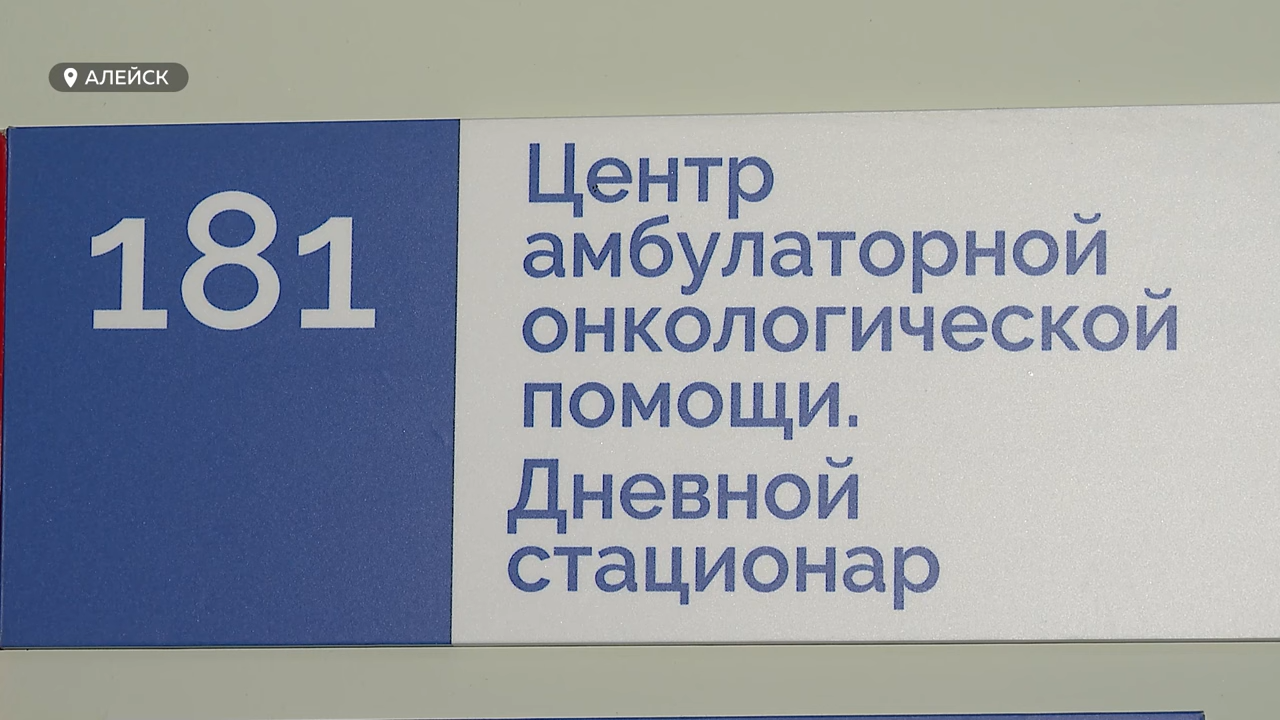 АЛЕЙСК
181
Центр
амбулаторной
онкологической
помощи.
Дневной
стационар